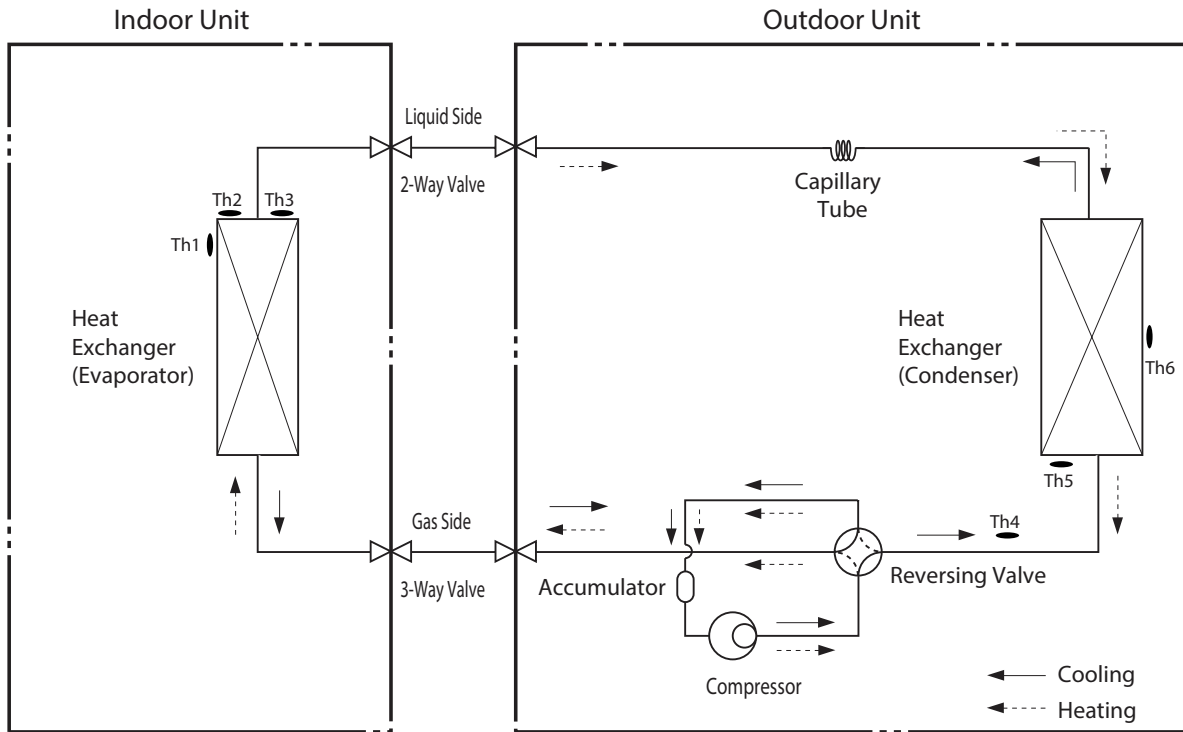 Indoor Unit
Outdoor Unit
Liquid Side
2-Way Valve
Capillary
Tube
Th2
Th3
Th1
Heat
Exchanger
(Evaporator)
Heat
Exchanger
(Condenser)
Th6
Th5
Th4
Gas Side
3-Way Valve
Accumulator
Reversing Valve
Compressor
Cooling
Heating